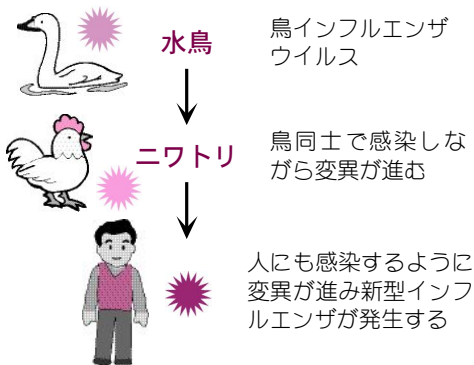 水鳥
鳥インフルエンザ
ウイルス
ニワトリ
鳥同士で感染しな
がら変異が進む
人にも感染するように
変異が進み新型インフ
ルエンザが発生する